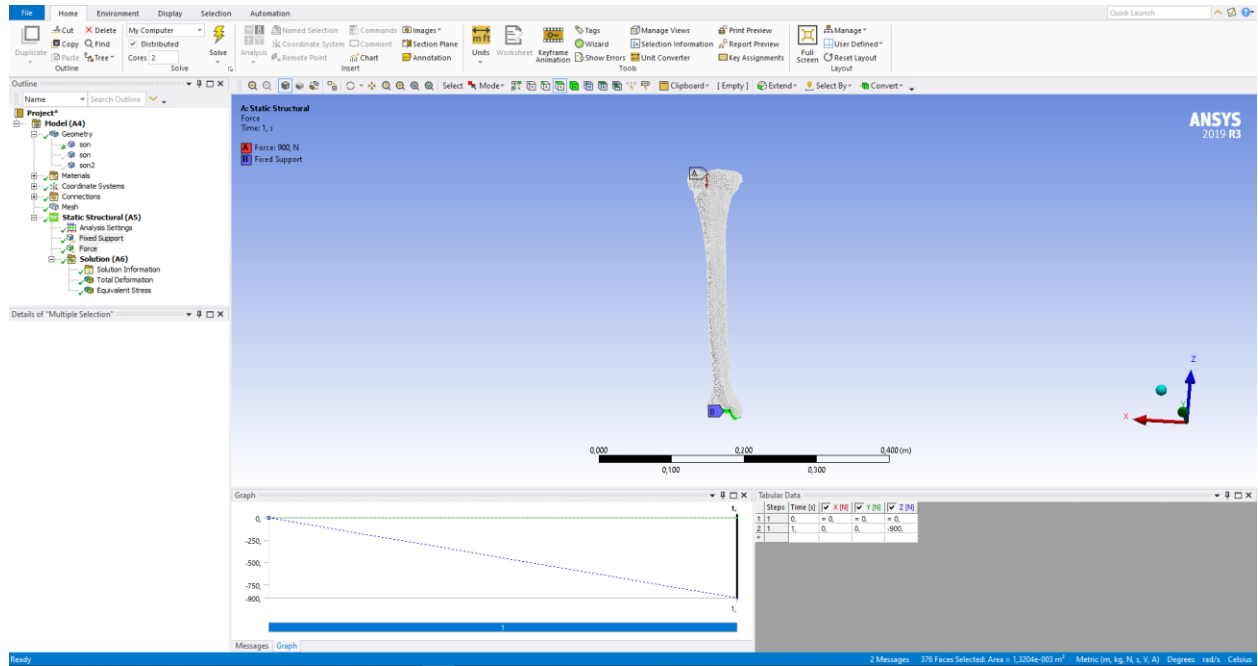 File Home Environment Display Selection Automation Quick Launch
Duplicate Cut Copy Paste Delete Find Tree Outline
My Computer Distributed Cores 2 Solve Solve
Analysis Named Selection Coordinate System Remote Point Commands Comment Chart Images Section Plane Annotation Insert
Units Worksheet Keyframe Animation Tags Wizard Show Errors Manage Views Selection Information Unit Converter Print Preview Report Preview Key Assignments Tools
Full Screen Manage User Defined Reset Layout Layout
Outline
Name Search Outline
Select Mode Clipboard [Empty] Extend Select By Convert
Project*
Model (A4)
Geometry
son
son
son2
Materials
Coordinate Systems
Connections
Mesh
Static Structural (A5)
Analysis Settings
Fixed Support
Force
Solution (A6)
Solution Information
Total Deformation
Equivalent Stress
Details of "Multiple Selection"
A: Static Structural
Force
Time: 1, s
A Force: 900, N
B Fixed Support
ANSYS
2019 R3
A
B
Z
X
Y
0,000 0,200 0,400 (m)
0,100 0,300
Graph
1,
0,
-250,
-500,
-750,
-900,
1,
1
Messages Graph
Tabular Data
Steps Time [s] X [N] Y [N] Z [N]
1 1 0, = 0, = 0, = 0,
2 1 1, 0, 0, -900,
*
Ready 2 Messages 376 Faces Selected: Area = 1,3204e-003 m² Metric (m, kg, N, s, V, A) Degrees rad/s Celsius